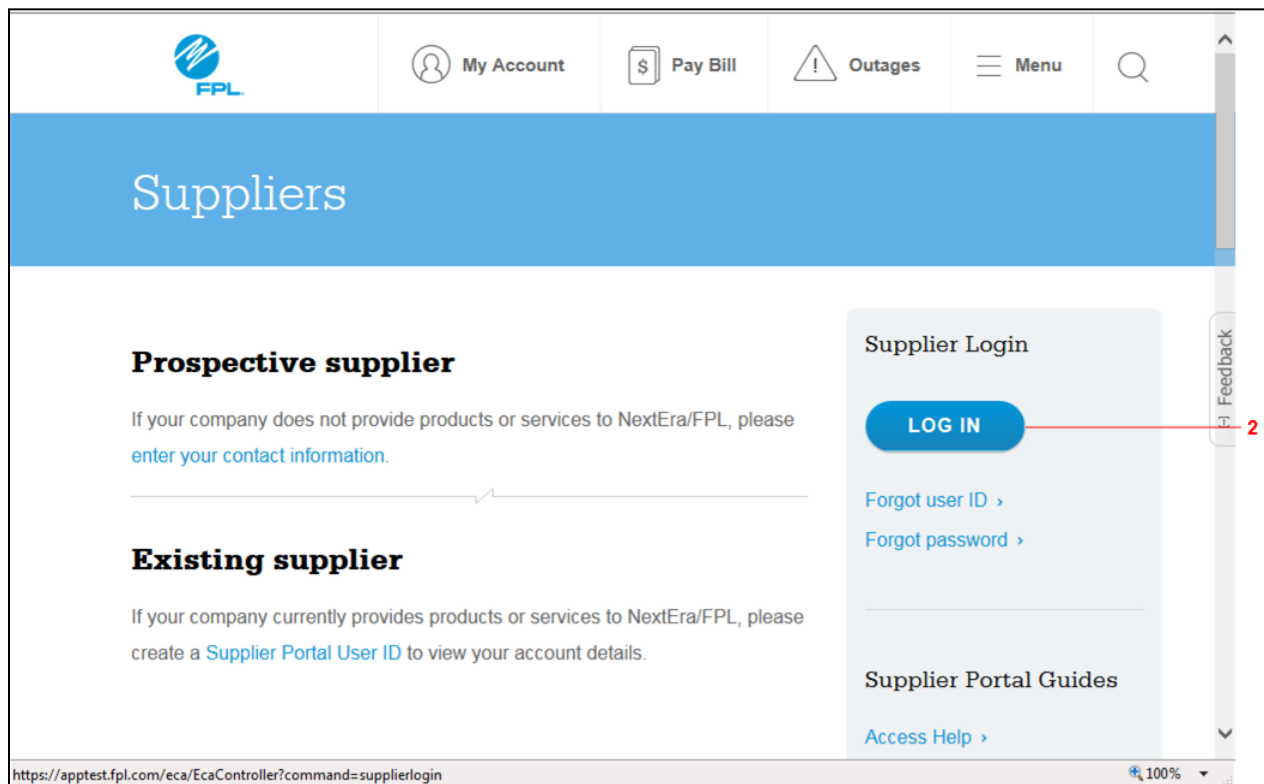 FPL.
My Account
$ Pay Bill
! Outages
Menu
Suppliers
Prospective supplier
If your company does not provide products or services to NextEra/FPL, please
enter your contact information.
Existing supplier
If your company currently provides products or services to NextEra/FPL, please
create a Supplier Portal User ID to view your account details.
Supplier Login
LOG IN
2
Forgot user ID ›
Forgot password ›
Supplier Portal Guides
Access Help ›
[-] Feedback
https://apptest.fpl.com/eca/EcaController?command=supplierlogin
100%